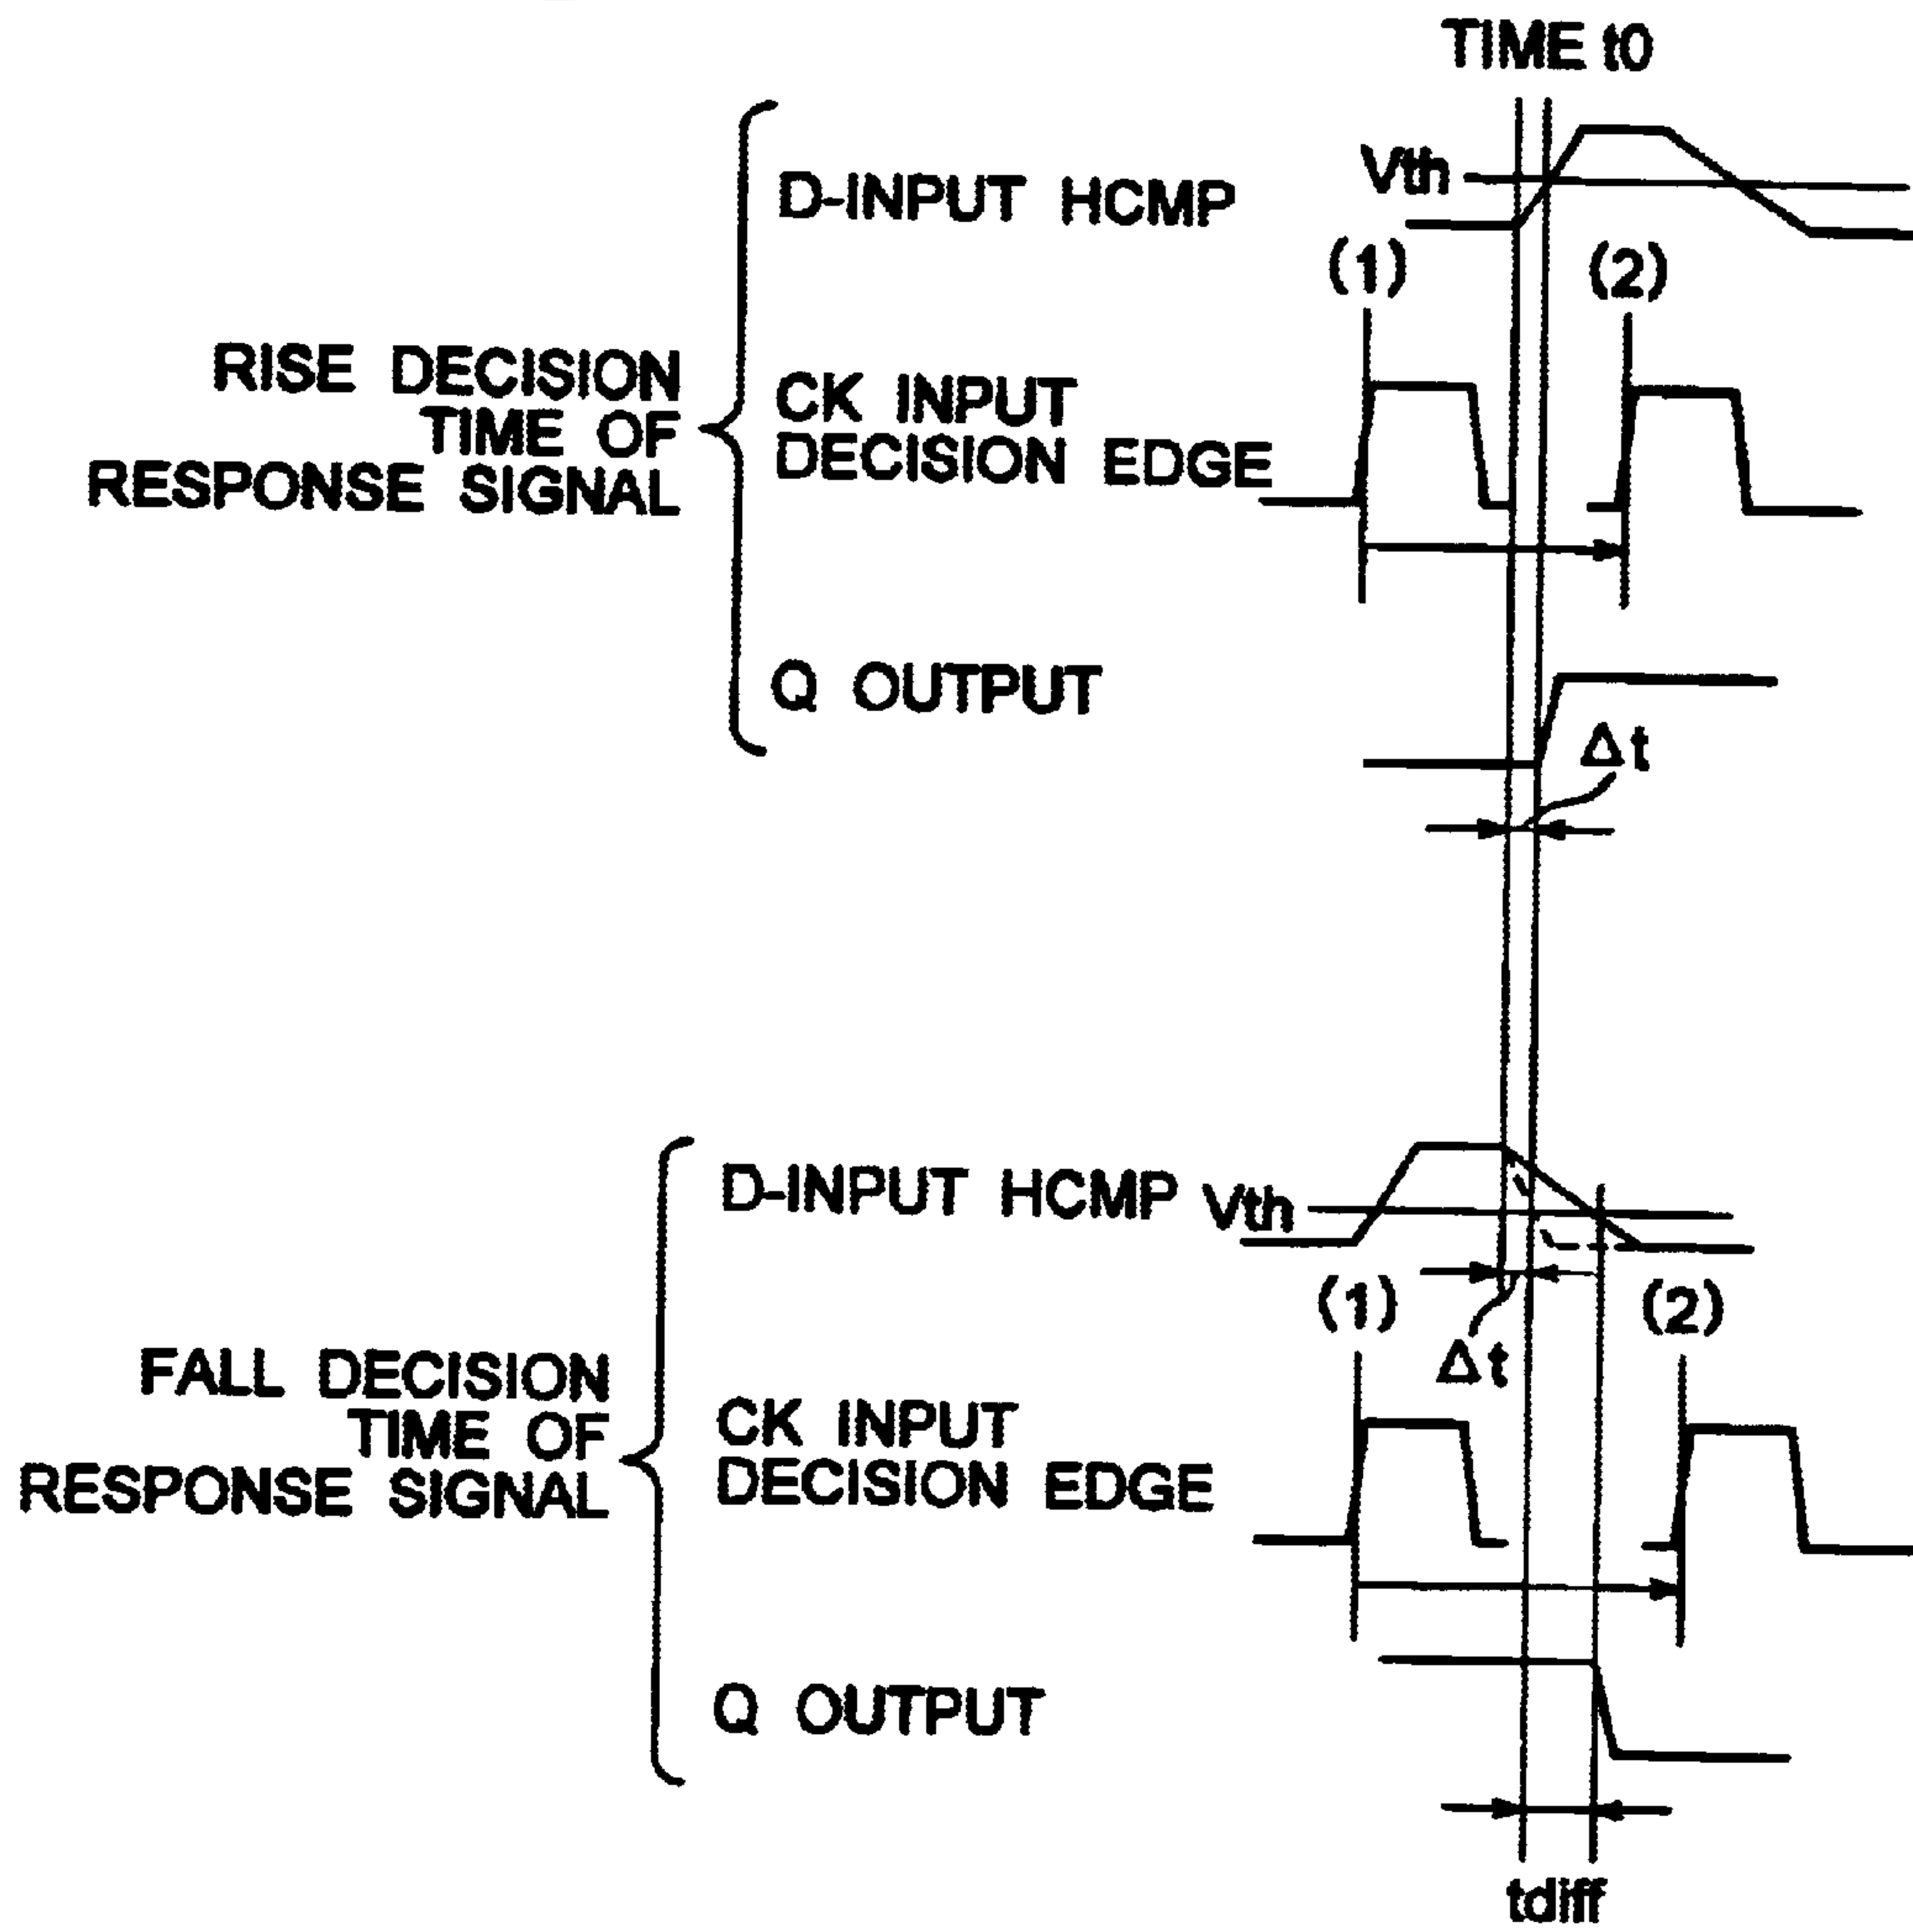 TIME t0
D-INPUT HCMP
Vth
(1)
(2)
RISE DECISION
TIME OF
RESPONSE SIGNAL
CK INPUT
DECISION EDGE
Q OUTPUT
Δt
D-INPUT HCMP
Vth
(1)
(2)
Δt
FALL DECISION
TIME OF
RESPONSE SIGNAL
CK INPUT
DECISION EDGE
Q OUTPUT
tdiff